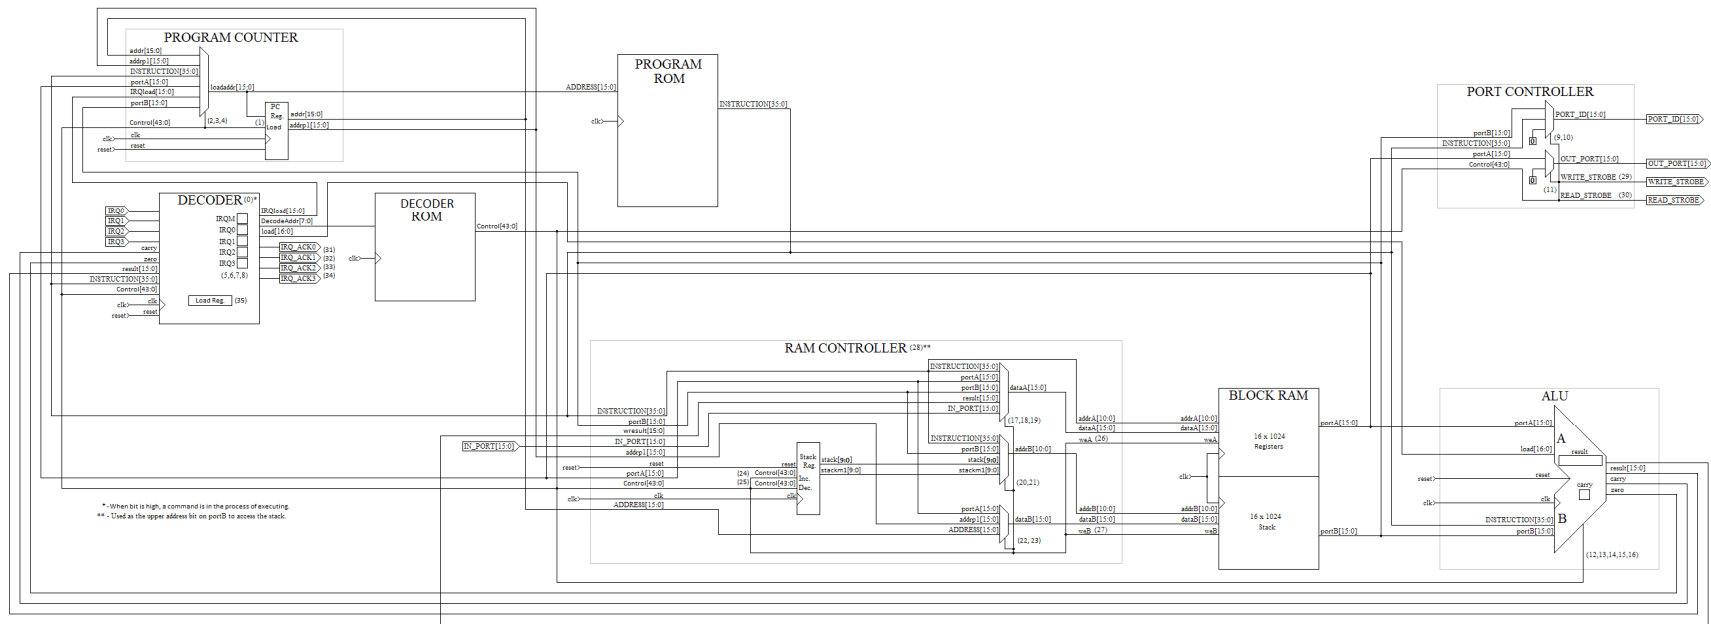 PROGRAM COUNTER
addr[15:0]
addrp1[15:0]
INSTRUCTION[35:0]
portA[15:0]
IRQload[15:0]
portB[15:0]
loadaddr[15:0]
(2,3,4)
Control[43:0]
clk
clk
reset
reset
PC
Reg.
(1)
Load
addr[15:0]
addrp1[15:0]
PROGRAM
ROM
ADDRESS[15:0]
clk
INSTRUCTION[35:0]
PORT CONTROLLER
portB[15:0]
INSTRUCTION[35:0]
portA[15:0]
Control[43:0]
0
0
(9,10)
(11)
PORT_ID[15:0]
OUT_PORT[15:0]
WRITE_STROBE (29)
READ_STROBE (30)
PORT_ID[15:0]
OUT_PORT[15:0]
WRITE_STROBE
READ_STROBE
DECODER (0)*
IRQ0
IRQ1
IRQ2
IRQ3
carry
zero
result[15:0]
INSTRUCTION[35:0]
Control[43:0]
clk
clk
reset
reset
IRQM
IRQ0
IRQ1
IRQ2
IRQ3
(5,6,7,8)
Load Reg.
(35)
IRQload[15:0]
DecodeAddr[7:0]
load[16:0]
IRQ_ACK0 (31)
IRQ_ACK1 (32)
IRQ_ACK2 (33)
IRQ_ACK3 (34)
DECODER
ROM
clk
Control[43:0]
RAM CONTROLLER (28)**
INSTRUCTION[35:0]
portA[15:0]
portB[15:0]
result[15:0]
IN_PORT[15:0]
dataA[15:0]
(17,18,19)
INSTRUCTION[35:0]
portB[15:0]
wresult[15:0]
IN_PORT[15:0]
IN_PORT[15:0]
addrp1[15:0]
reset
reset
portA[15:0]
Control[43:0]
clk
clk
ADDRESS[15:0]
Stack
Reg.
reset
(24) Control[43:0] Inc.
(25) Control[43:0] Dec.
clk
stack[9:0]
stackm1[9:0]
INSTRUCTION[35:0]
portB[15:0]
stack[9:0]
stackm1[9:0]
addrB[10:0]
(20,21)
portA[15:0]
addrp1[15:0]
ADDRESS[15:0]
dataB[15:0]
(22, 23)
addrA[10:0]
dataA[15:0]
weA (26)
addrB[10:0]
dataB[15:0]
weB (27)
BLOCK RAM
addrA[10:0]
dataA[15:0]
weA
clk
addrB[10:0]
dataB[15:0]
weB
16 x 1024
Registers
16 x 1024
Stack
portA[15:0]
portB[15:0]
ALU
portA[15:0]
A
load[16:0]
result
reset
reset
carry
clk
clk
INSTRUCTION[35:0]
B
portB[15:0]
result[15:0]
carry
zero
(12,13,14,15,16)
* - When bit is high, a command is in the process of executing.
** - Used as the upper address bit on portB to access the stack.